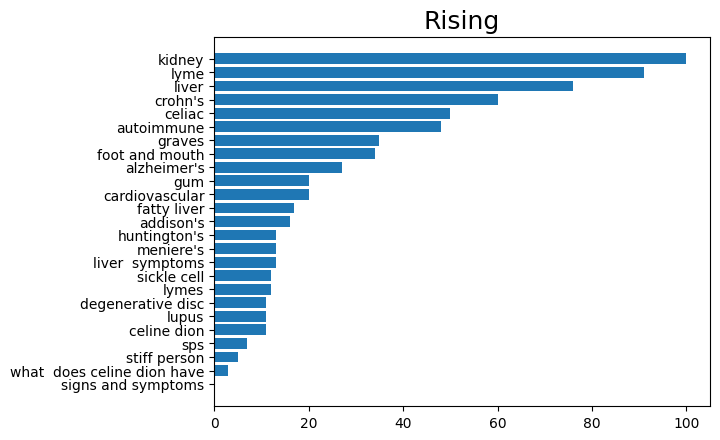 Rising
kidney
lyme
liver
crohn's
celiac
autoimmune
graves
foot and mouth
alzheimer's
gum
cardiovascular
fatty liver
addison's
huntington's
meniere's
liver  symptoms
sickle cell
lymes
degenerative disc
lupus
celine dion
sps
stiff person
what  does celine dion have
signs and symptoms
0 20 40 60 80 100